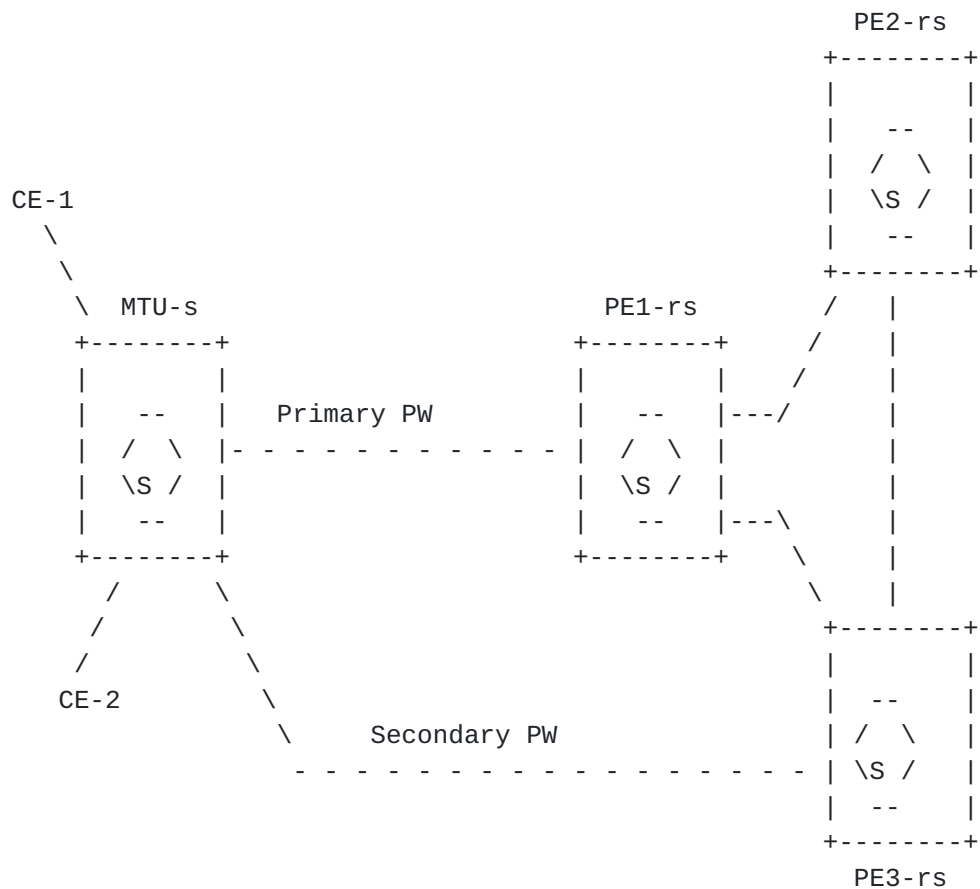 PE2-rs
CE-1
S
MTU-s
PE1-rs
Primary PW
S
S
CE-2
Secondary PW
S
PE3-rs